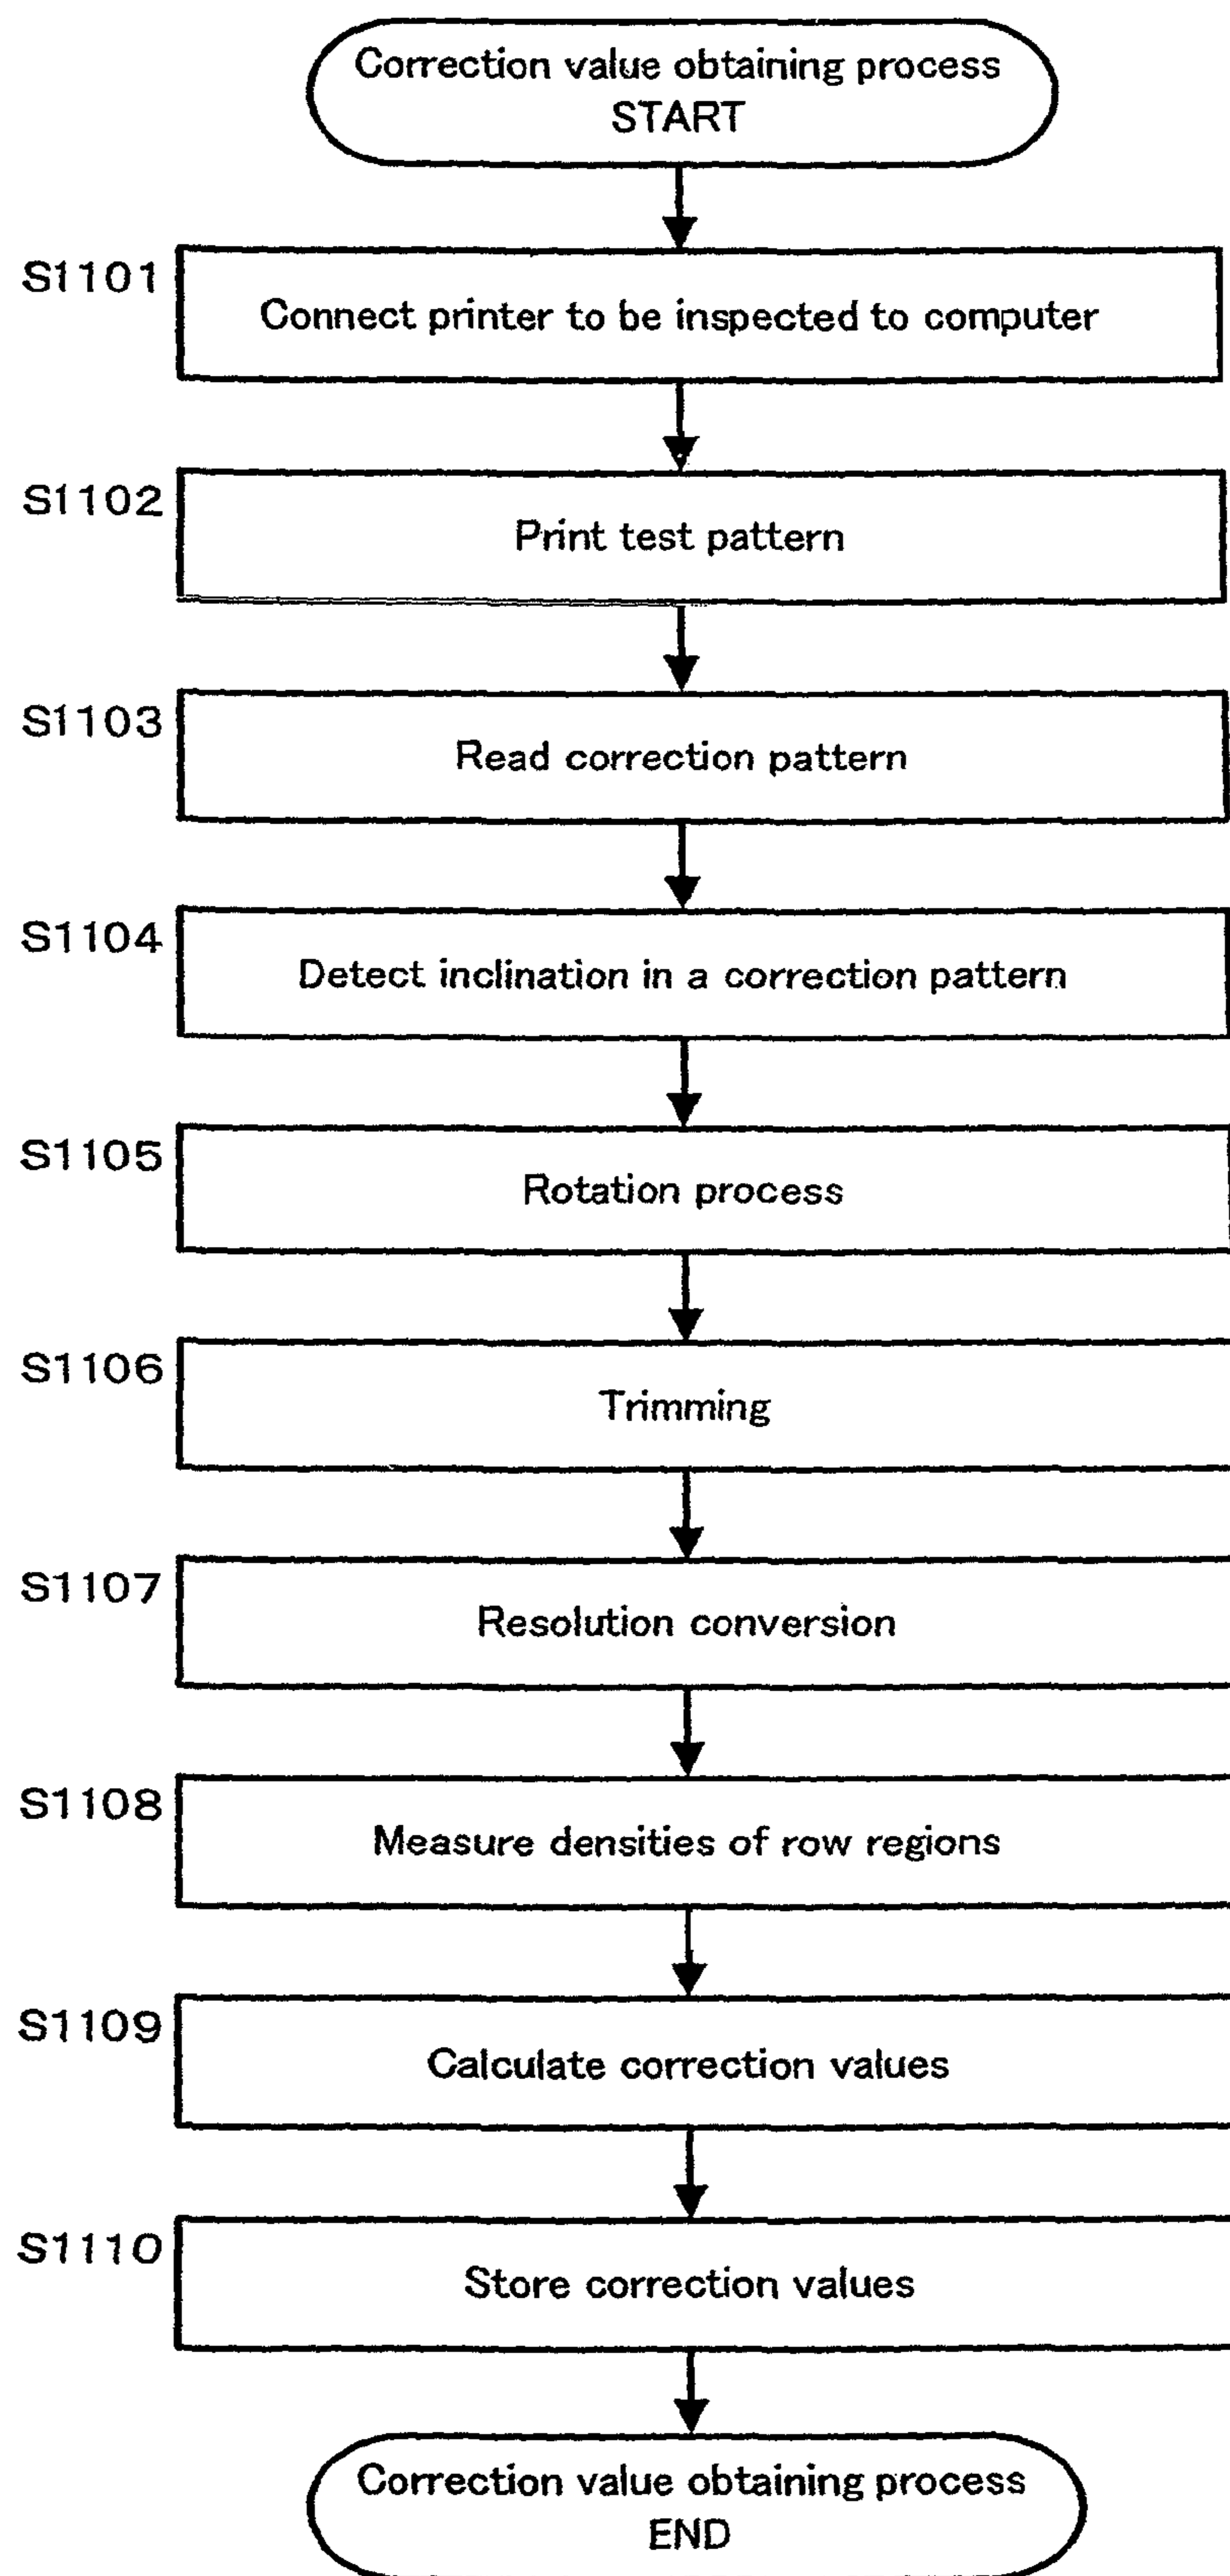 Correction value obtaining process
START
S1101
Connect printer to be inspected to computer
S1102
Print test pattern
S1103
Read correction pattern
S1104
Detect inclination in a correction pattern
S1105
Rotation process
S1106
Trimming
S1107
Resolution conversion
S1108
Measure densities of row regions
S1109
Calculate correction values
S1110
Store correction values
Correction value obtaining process
END